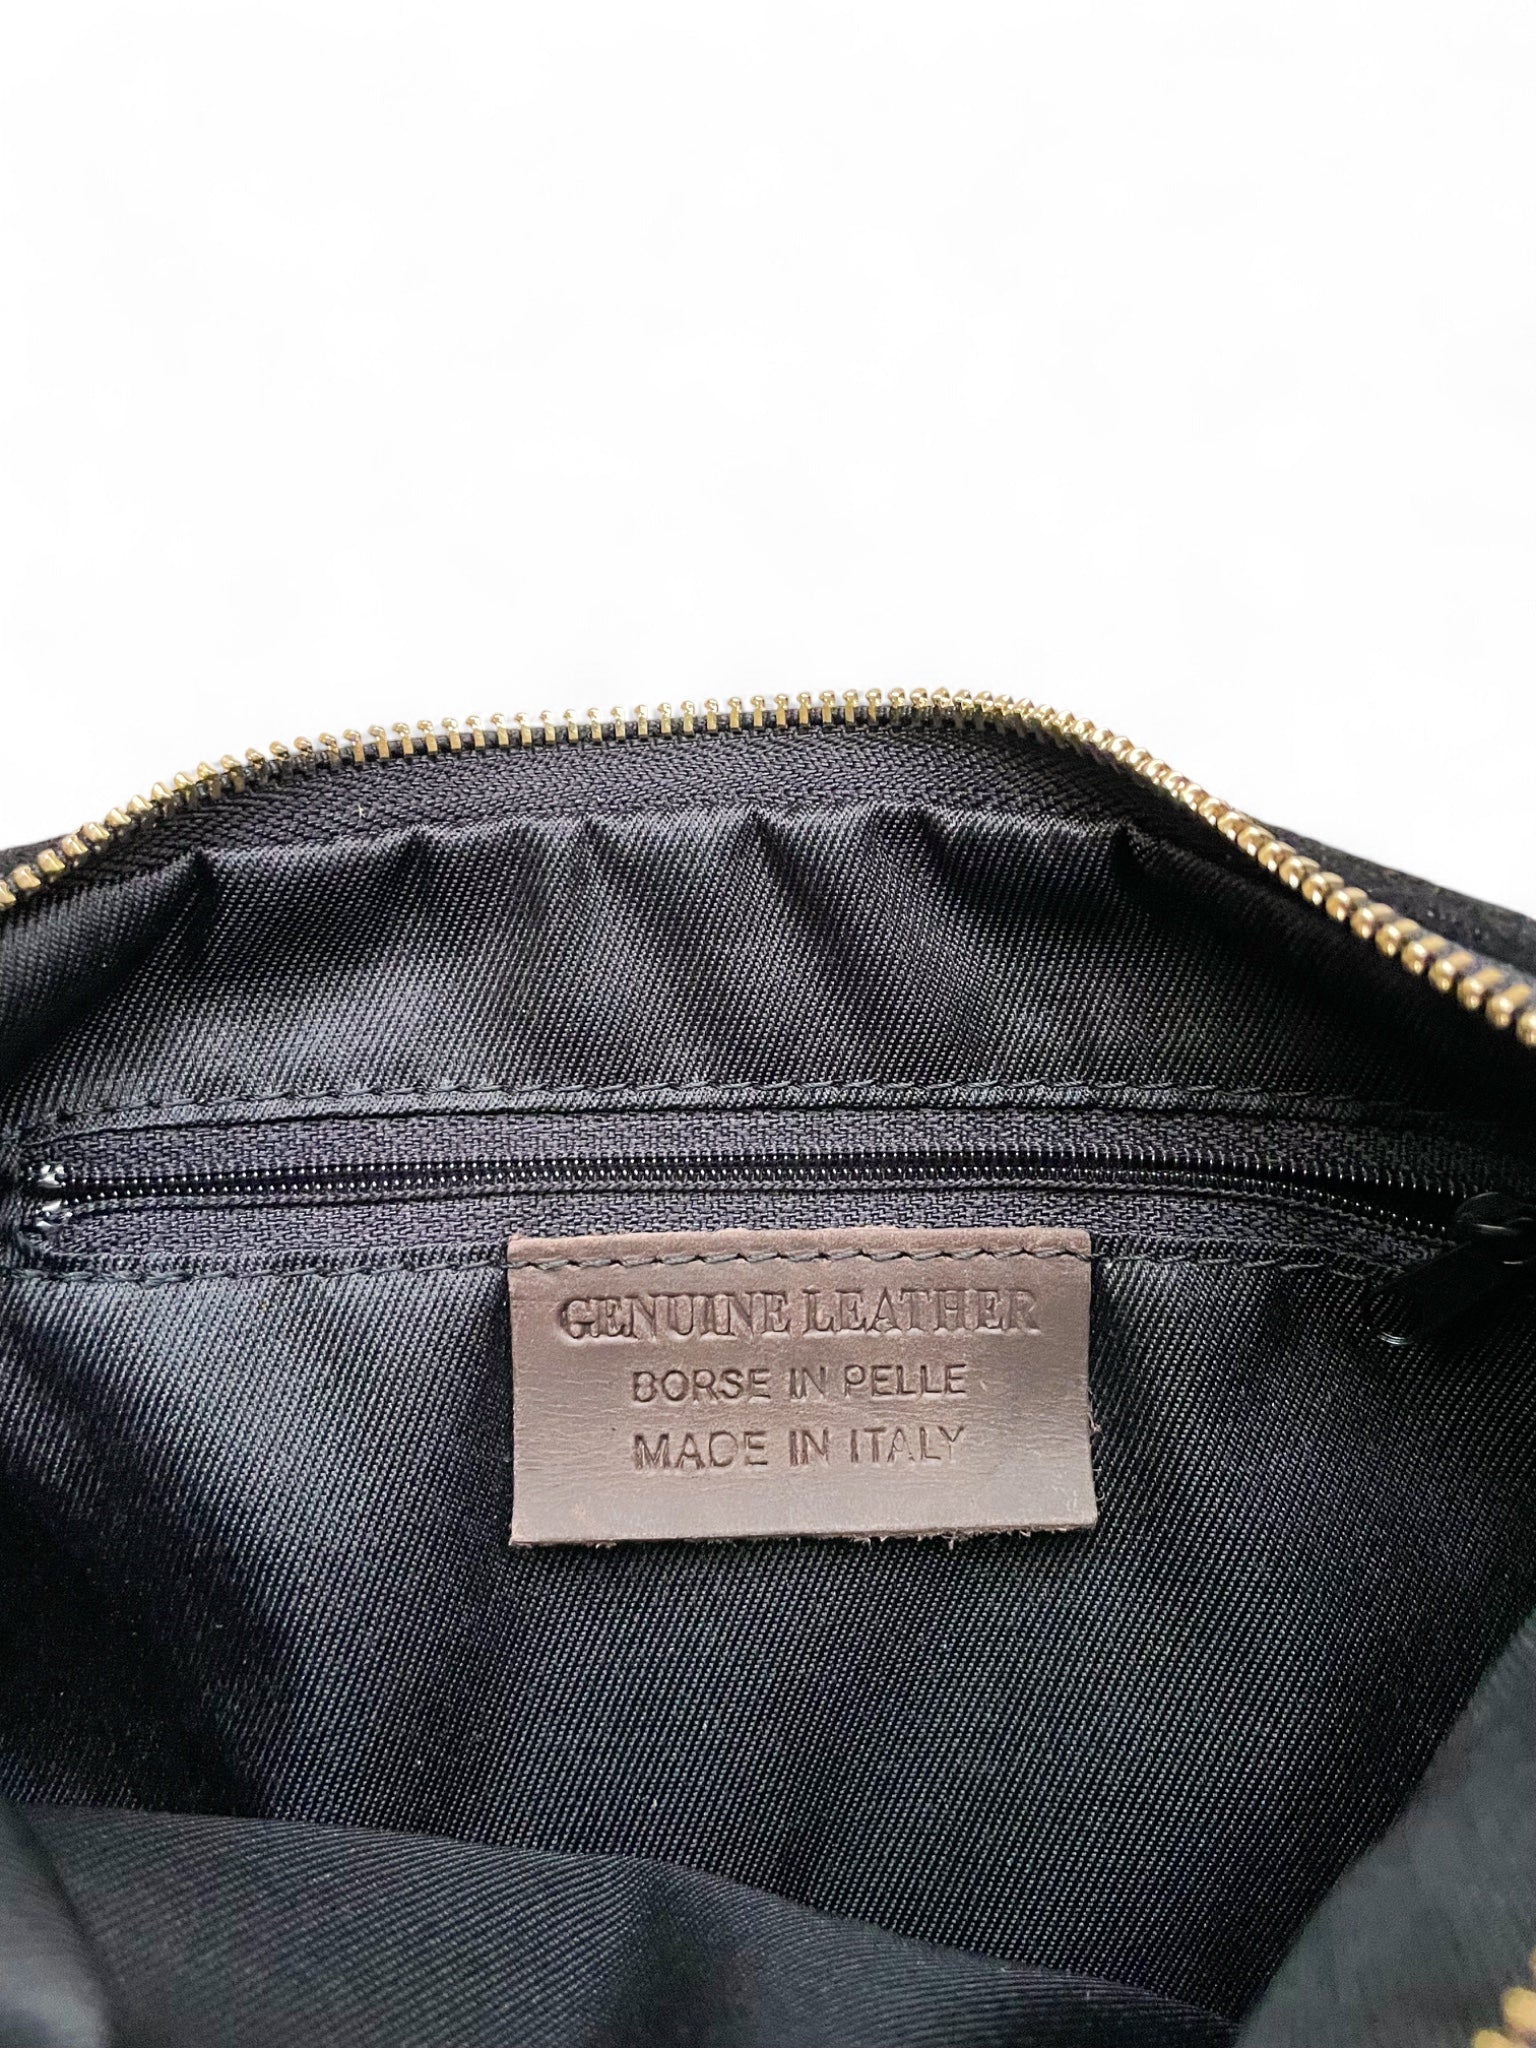 GENUINE LEATHER
BORSE IN PELLE
MADE IN ITALY